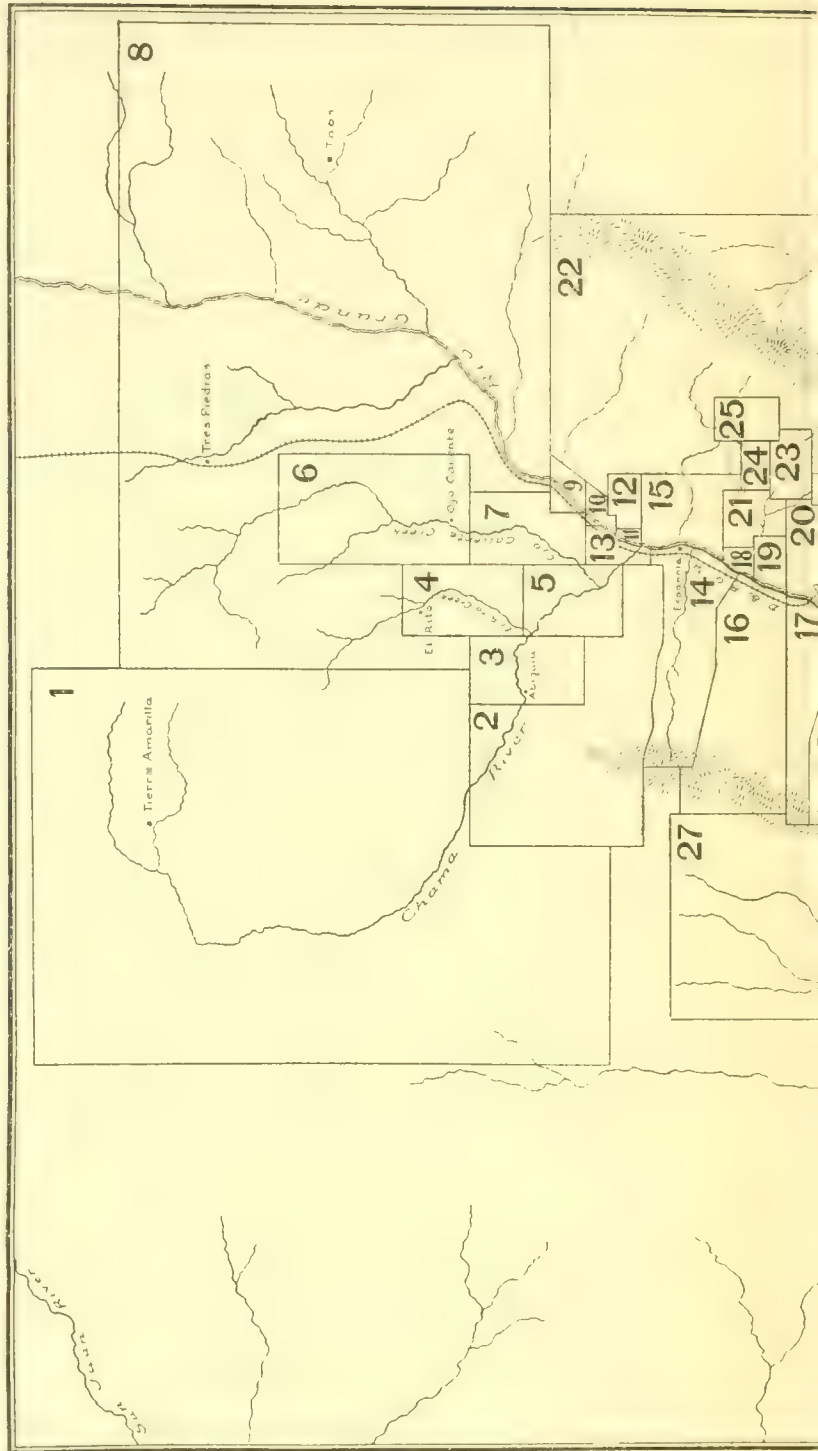 8
1
Tierra Amarilla
Taos
Tres Piedras
Rio Grande
6
Ojo Caliente
Caliente Creek
Ojo
7
4
El Rito
Rito Creek
5
3
Abiquiu
2
Chama River
San Juan River
22
9
10
12
13
11
15
Espanola
14
25
24
23
21
18
19
20
16
17
27